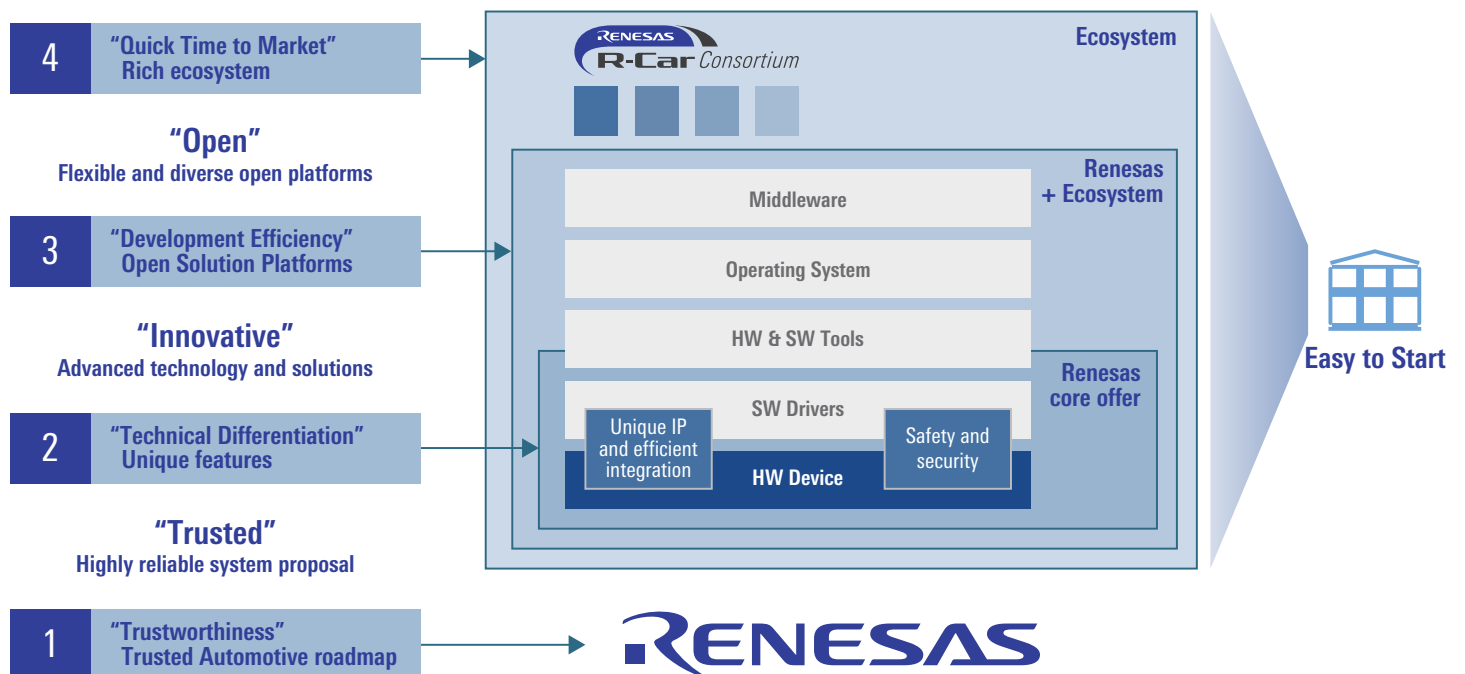 4
“Quick Time to Market”
Rich ecosystem
“Open”
Flexible and diverse open platforms
3
“Development Efficiency”
Open Solution Platforms
“Innovative”
Advanced technology and solutions
2
“Technical Differentiation”
Unique features
“Trusted”
Highly reliable system proposal
1
“Trustworthiness”
Trusted Automotive roadmap
RENESAS
R-Car Consortium
Ecosystem
Renesas
+ Ecosystem
Middleware
Operating System
HW & SW Tools
Renesas
core offer
SW Drivers
Unique IP
and efficient
integration
Safety and
security
HW Device
RENESAS
Easy to Start